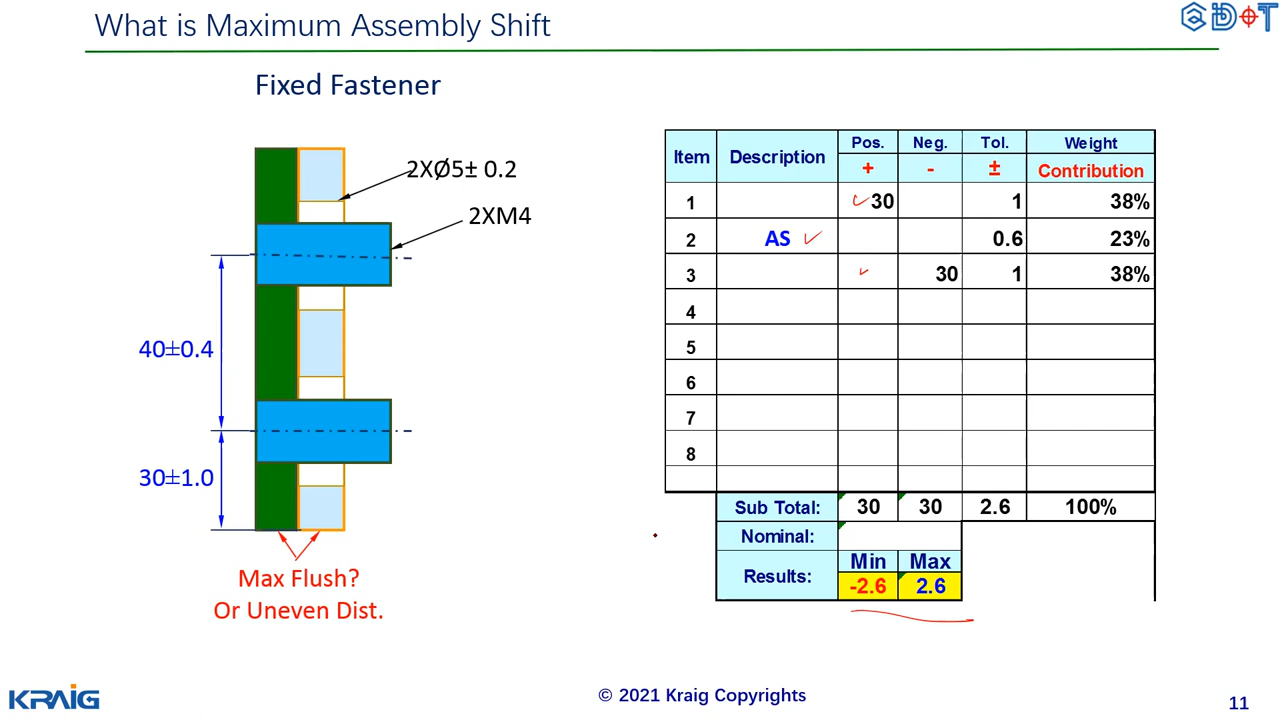 What is Maximum Assembly Shift
Fixed Fastener
2XØ5± 0.2
2XM4
40±0.4
30±1.0
Max Flush?
Or Uneven Dist.
Item Description Pos. Neg. Tol. Weight
+ - ± Contribution
1 30 1 38%
2 AS 0.6 23%
3 30 1 38%
4
5
6
7
8
Sub Total: 30 30 2.6 100%
Nominal:
Results: Min Max
-2.6 2.6
KRAIG
© 2021 Kraig Copyrights
11